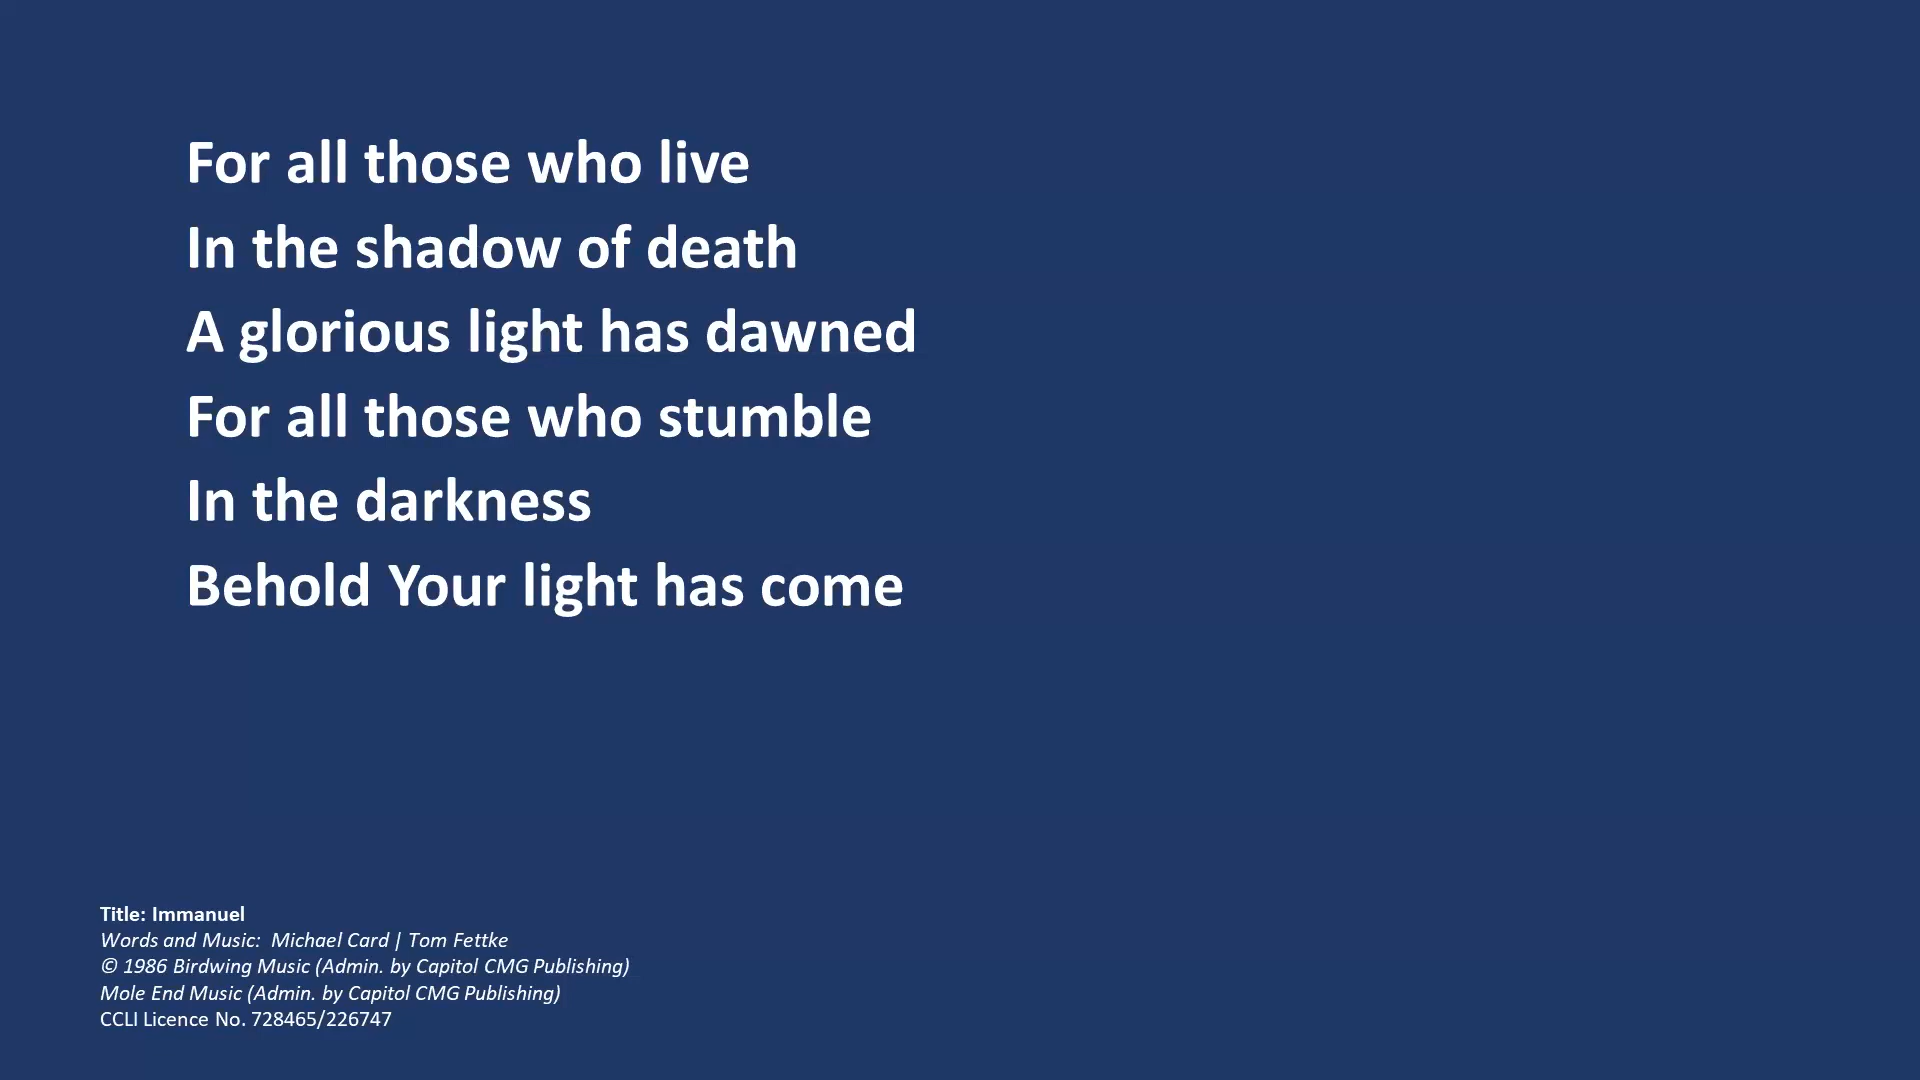 For all those who live
In the shadow of death
A glorious light has dawned
For all those who stumble
In the darkness
Behold Your light has come
Title: Immanuel
Words and Music:  Michael Card | Tom Fettke
© 1986 Birdwing Music (Admin. by Capitol CMG Publishing)
Mole End Music (Admin. by Capitol CMG Publishing)
CCLI Licence No. 728465/226747